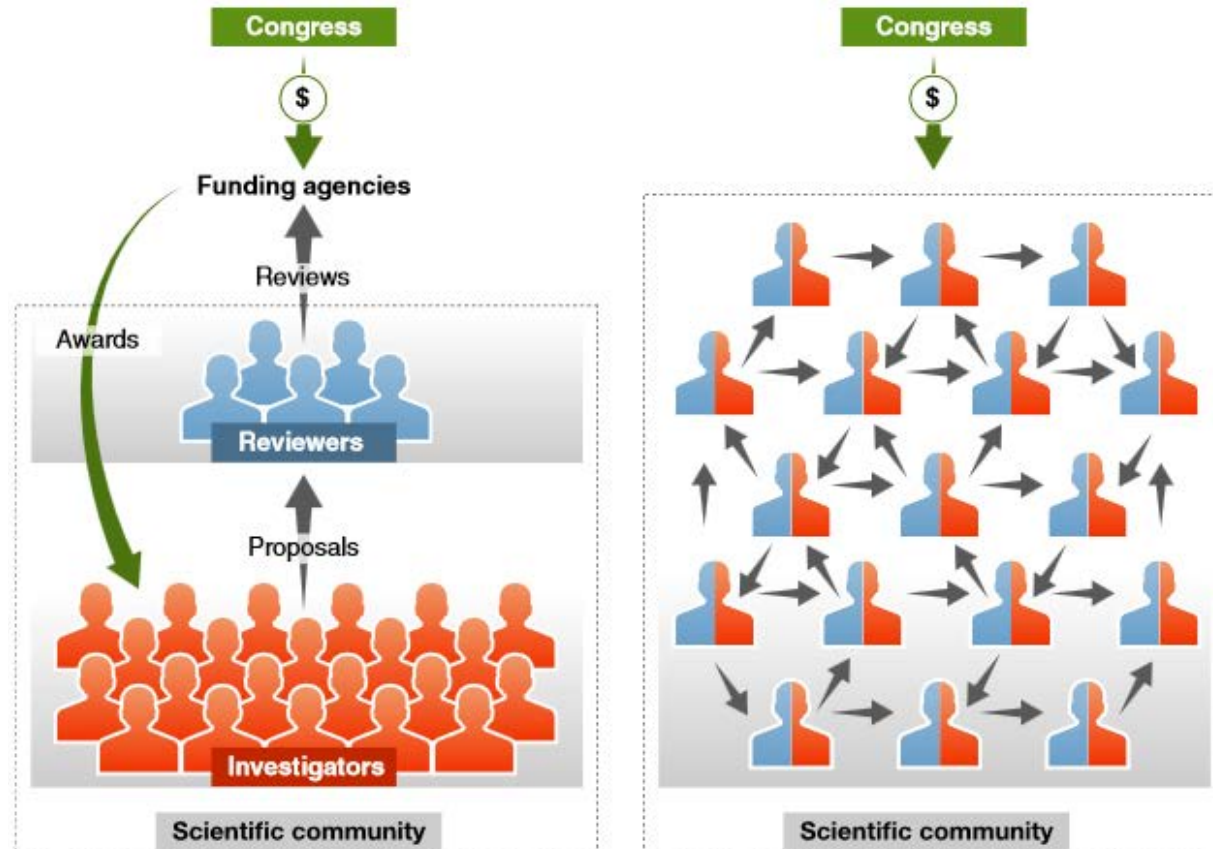 Congress
$
Funding agencies
Reviews
Awards
Reviewers
Proposals
Investigators
Scientific community
Congress
$
Scientific community